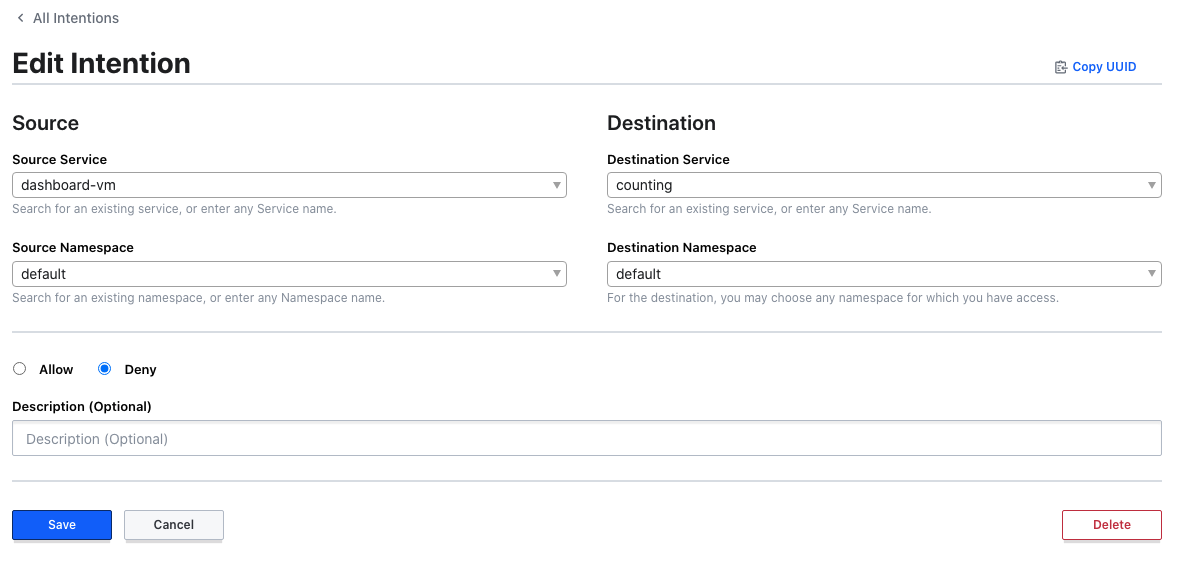 All Intentions
Edit Intention
Copy UUID
Source
Destination
Source Service
Destination Service
dashboard-vm
counting
Search for an existing service, or enter any Service name.
Search for an existing service, or enter any Service name.
Source Namespace
Destination Namespace
default
default
Search for an existing namespace, or enter any Namespace name.
For the destination, you may choose any namespace for which you have access.
Allow
Deny
Description (Optional)
Description (Optional)
Save
Cancel
Delete